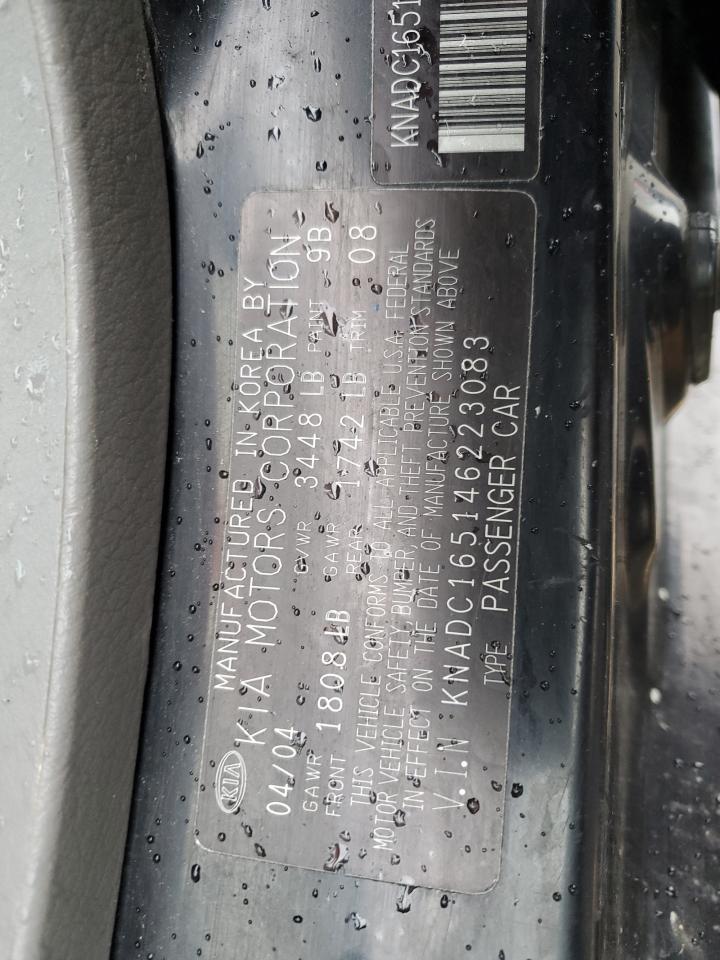 KNADC1651
KIA
MANUFACTURED IN KOREA BY
KIA MOTORS CORPORATION
04/04 GVWR 3448 LB PAINT 9B
GAWR FRONT 1808 LB GAWR REAR 1742 LB TRIM 08
THIS VEHICLE CONFORMS TO ALL APPLICABLE U.S.A. FEDERAL
MOTOR VEHICLE SAFETY, BUMPER, AND THEFT PREVENTION STANDARDS
IN EFFECT ON THE DATE OF MANUFACTURE SHOWN ABOVE
V.I.N KNADC165146223083
TYPE PASSENGER CAR